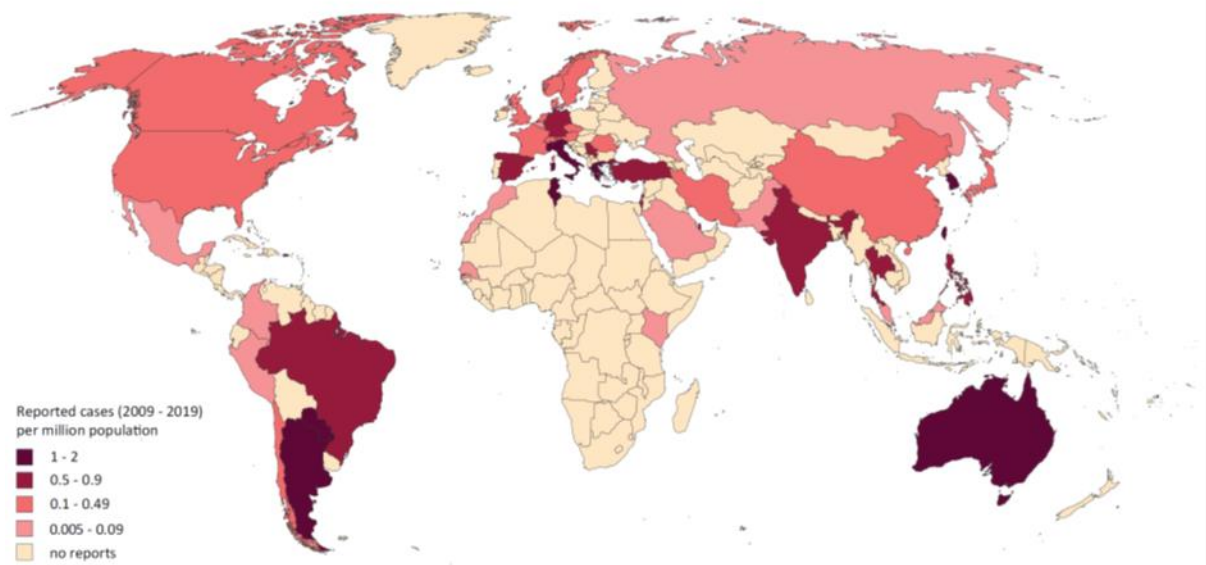 Reported cases (2009 - 2019)
per million population
1 - 2
0.5 - 0.9
0.1 - 0.49
0.005 - 0.09
no reports